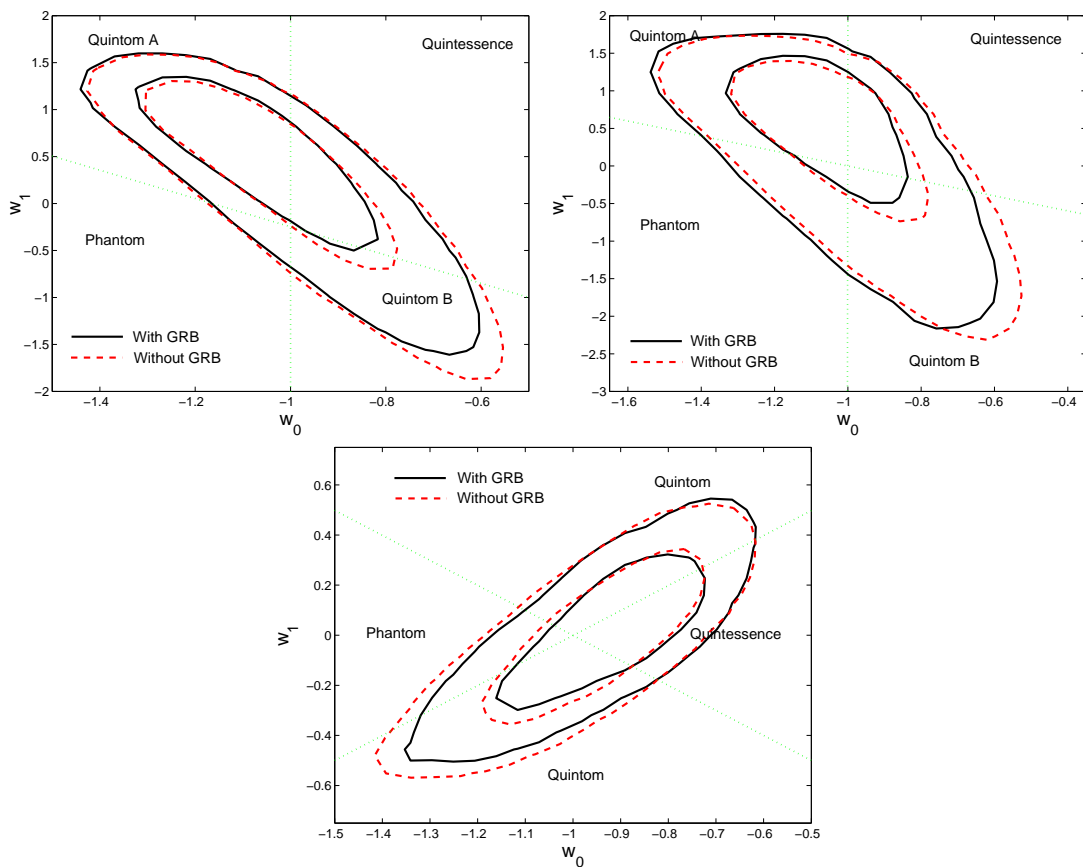 2
1.5
1
0.5
0
−0.5
−1
−1.5
−2
w1
Quintom A
Quintessence
Phantom
Quintom B
With GRB
Without GRB
−1.4 −1.2 −1 −0.8 −0.6
w0
2
1.5
1
0.5
0
−0.5
−1
−1.5
−2
−2.5
−3
w1
Quintom A
Quintessence
Phantom
With GRB
Without GRB
Quintom B
−1.6 −1.4 −1.2 −1 −0.8 −0.6 −0.4
w0
0.6
0.4
0.2
0
−0.2
−0.4
−0.6
w1
With GRB
Without GRB
Quintom
Phantom
Quintessence
Quintom
−1.5 −1.4 −1.3 −1.2 −1.1 −1 −0.9 −0.8 −0.7 −0.6 −0.5
w0